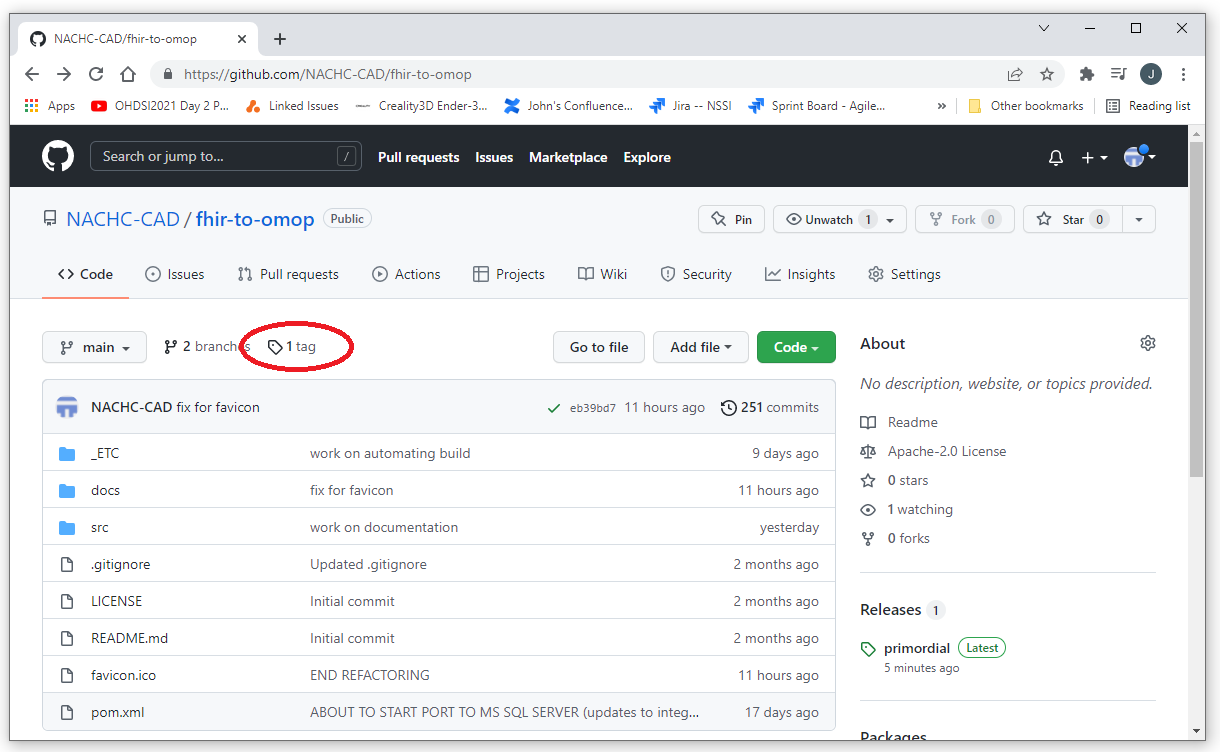 NACHC-CAD/fhir-to-omop
https://github.com/NACHC-CAD/fhir-to-omop
J
Apps OHDSI2021 Day 2 P... Linked Issues Creality3D Ender-3... John's Confluence... Jira -- NSSI Sprint Board - Agile... » Other bookmarks Reading list
Search or jump to... / Pull requests Issues Marketplace Explore
NACHC-CAD / fhir-to-omop Public Pin Unwatch 1 Fork 0 Star 0
Code Issues Pull requests Actions Projects Wiki Security Insights Settings
main 2 branches 1 tag Go to file Add file Code
NACHC-CAD fix for favicon eb39bd7 11 hours ago 251 commits
_ETC work on automating build 9 days ago
docs fix for favicon 11 hours ago
src work on documentation yesterday
.gitignore Updated .gitignore 2 months ago
LICENSE Initial commit 2 months ago
README.md Initial commit 2 months ago
favicon.ico END REFACTORING 11 hours ago
pom.xml ABOUT TO START PORT TO MS SQL SERVER (updates to integ... 17 days ago
About
No description, website, or topics provided.
Readme
Apache-2.0 License
0 stars
1 watching
0 forks
Releases 1
primordial Latest
5 minutes ago
Packages